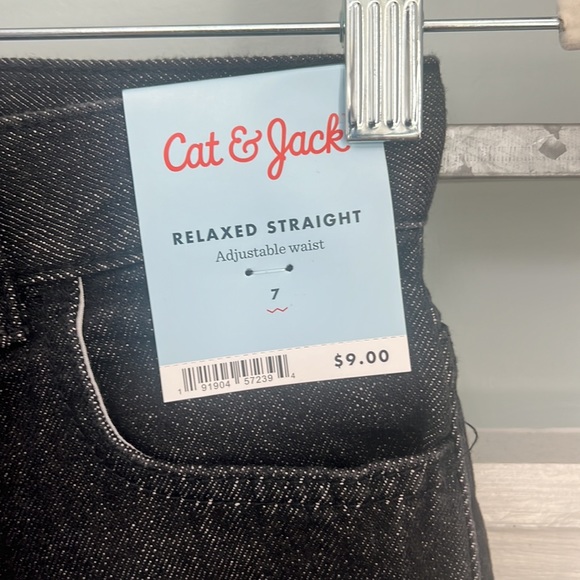 Cat & Jack
RELAXED STRAIGHT
Adjustable waist
7
$9.00
1 91904 57239 4